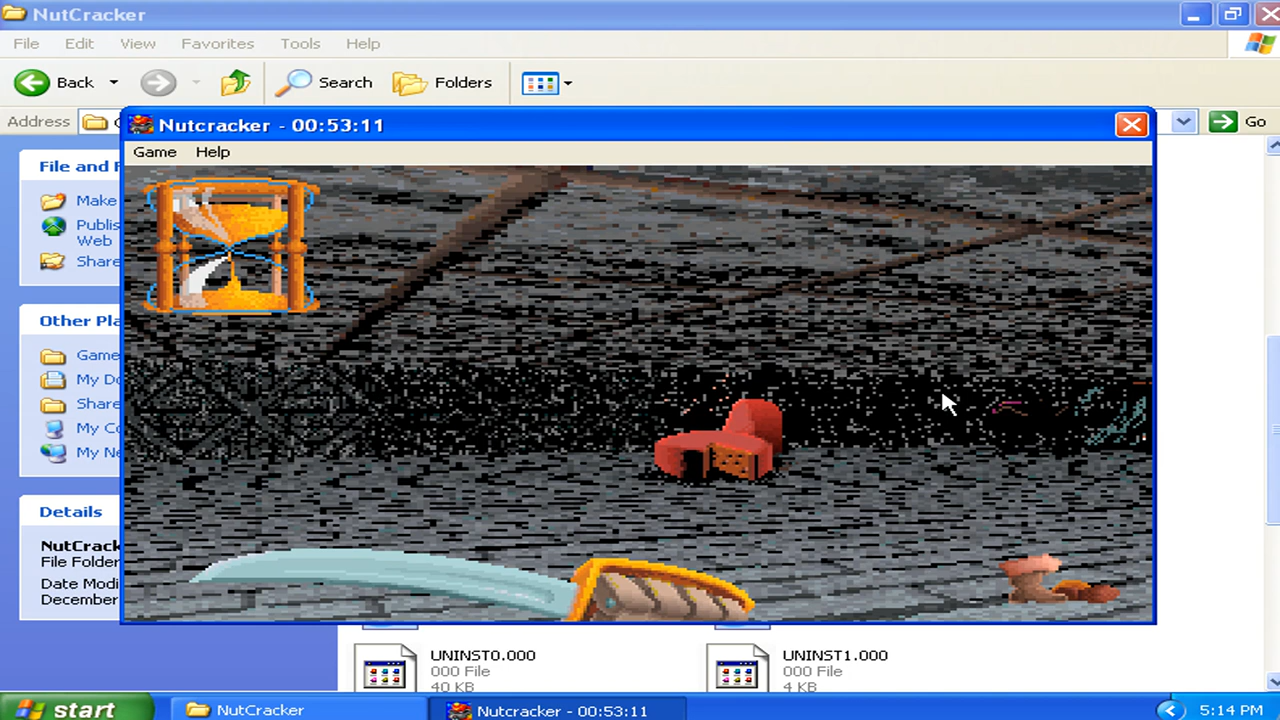 NutCracker
File Edit View Favorites Tools Help
Back Search Folders
Address Go
Nutcracker - 00:53:11
Game Help
File and
Make
Publis
Web
Share
Other Pla
Game
My Do
Share
My Co
My Ne
Details
NutCrack
File Folder
Date Modi
December
UNINST0.000
000 File
40 KB
UNINST1.000
000 File
4 KB
start NutCracker Nutcracker - 00:53:11 5:14 PM